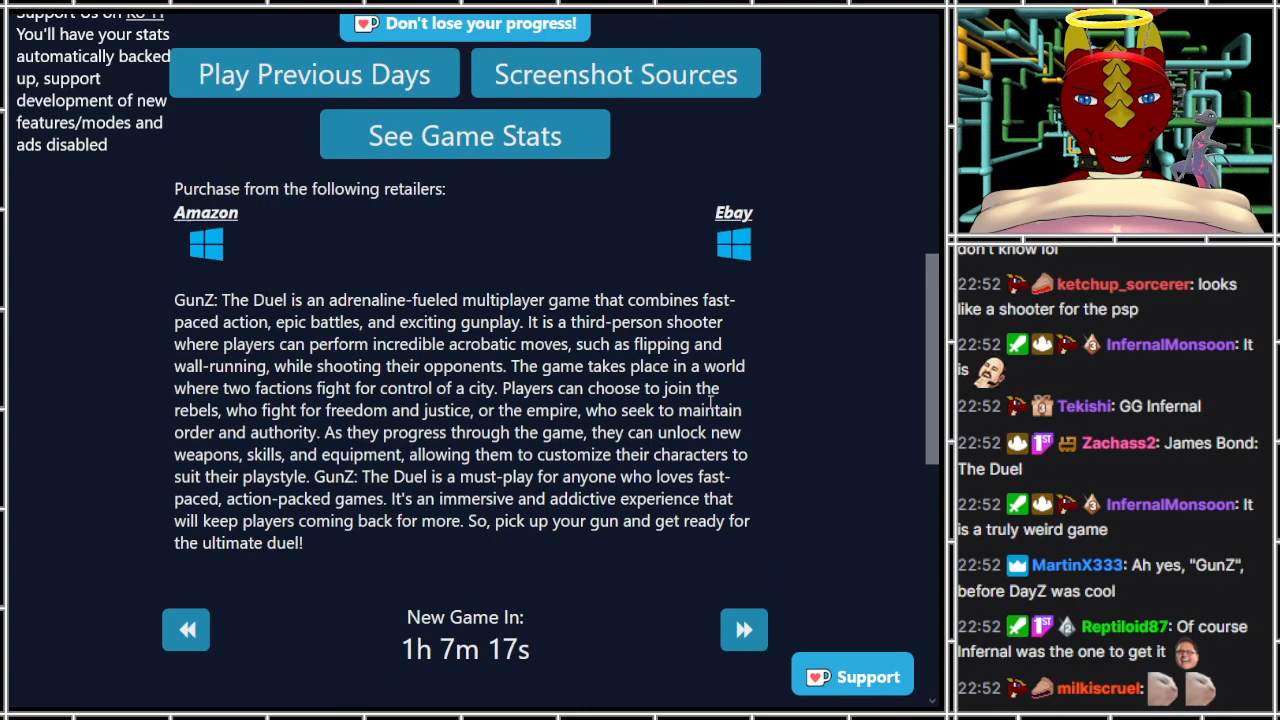 Support Us on Ko-Fi
You'll have your stats
automatically backed
up, support
development of new
features/modes and
ads disabled
Don't lose your progress!
Play Previous Days
Screenshot Sources
See Game Stats
Purchase from the following retailers:
Amazon
Ebay
GunZ: The Duel is an adrenaline-fueled multiplayer game that combines fast-
paced action, epic battles, and exciting gunplay. It is a third-person shooter
where players can perform incredible acrobatic moves, such as flipping and
wall-running, while shooting their opponents. The game takes place in a world
where two factions fight for control of a city. Players can choose to join the
rebels, who fight for freedom and justice, or the empire, who seek to maintain
order and authority. As they progress through the game, they can unlock new
weapons, skills, and equipment, allowing them to customize their characters to
suit their playstyle. GunZ: The Duel is a must-play for anyone who loves fast-
paced, action-packed games. It's an immersive and addictive experience that
will keep players coming back for more. So, pick up your gun and get ready for
the ultimate duel!
New Game In:
1h 7m 17s
Support
don't know lol
22:52 ketchup_sorcerer: looks
like a shooter for the psp
22:52 3 InfernalMonsoon: It
is
22:52 3 Tekishi: GG Infernal
22:52 1ST Zachass2: James Bond:
The Duel
22:52 3 InfernalMonsoon: It
is a truly weird game
22:52 MartinX333: Ah yes, "GunZ",
before DayZ was cool
22:52 1ST 2 Reptiloid87: Of course
Infernal was the one to get it
22:52 milkiscruel: